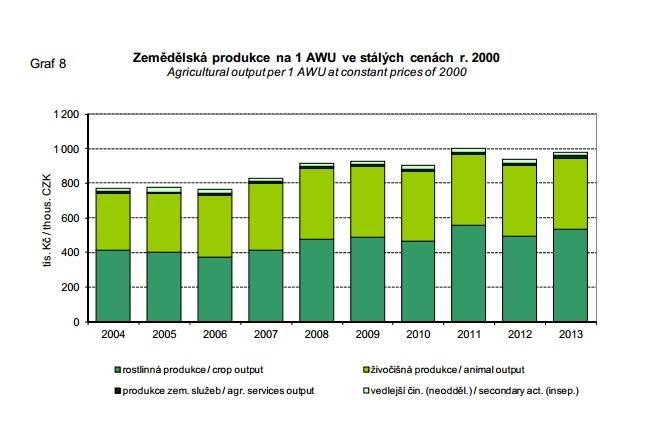 Graf 8
Zemědělská produkce na 1 AWU ve stálých cenách r. 2000
Agricultural output per 1 AWU at constant prices of 2000
tis. Kč / thous. CZK
1 200
1 000
800
600
400
200
0
2004 2005 2006 2007 2008 2009 2010 2011 2012 2013
rostlinná produkce / crop output
živočišná produkce / animal output
produkce zem. služeb / agr. services output
vedlejší čin. (neodděl.) / secondary act. (insep.)